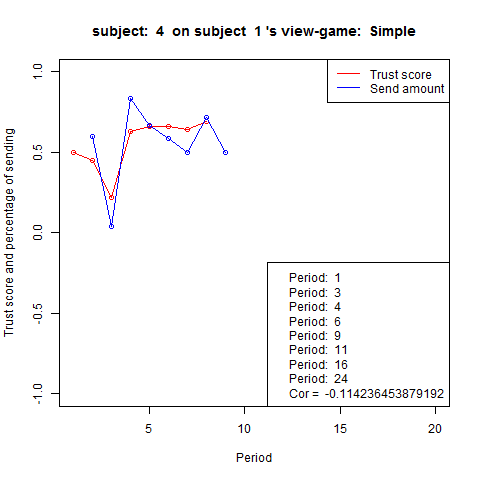 subject:  4  on subject  1 's view-game:  Simple
Trust score
Send amount
Trust score and percentage of sending
1.0
0.5
0.0
-0.5
-1.0
Period:  1
Period:  3
Period:  4
Period:  6
Period:  9
Period:  11
Period:  16
Period:  24
Cor =  -0.114236453879192
5 10 15 20
Period